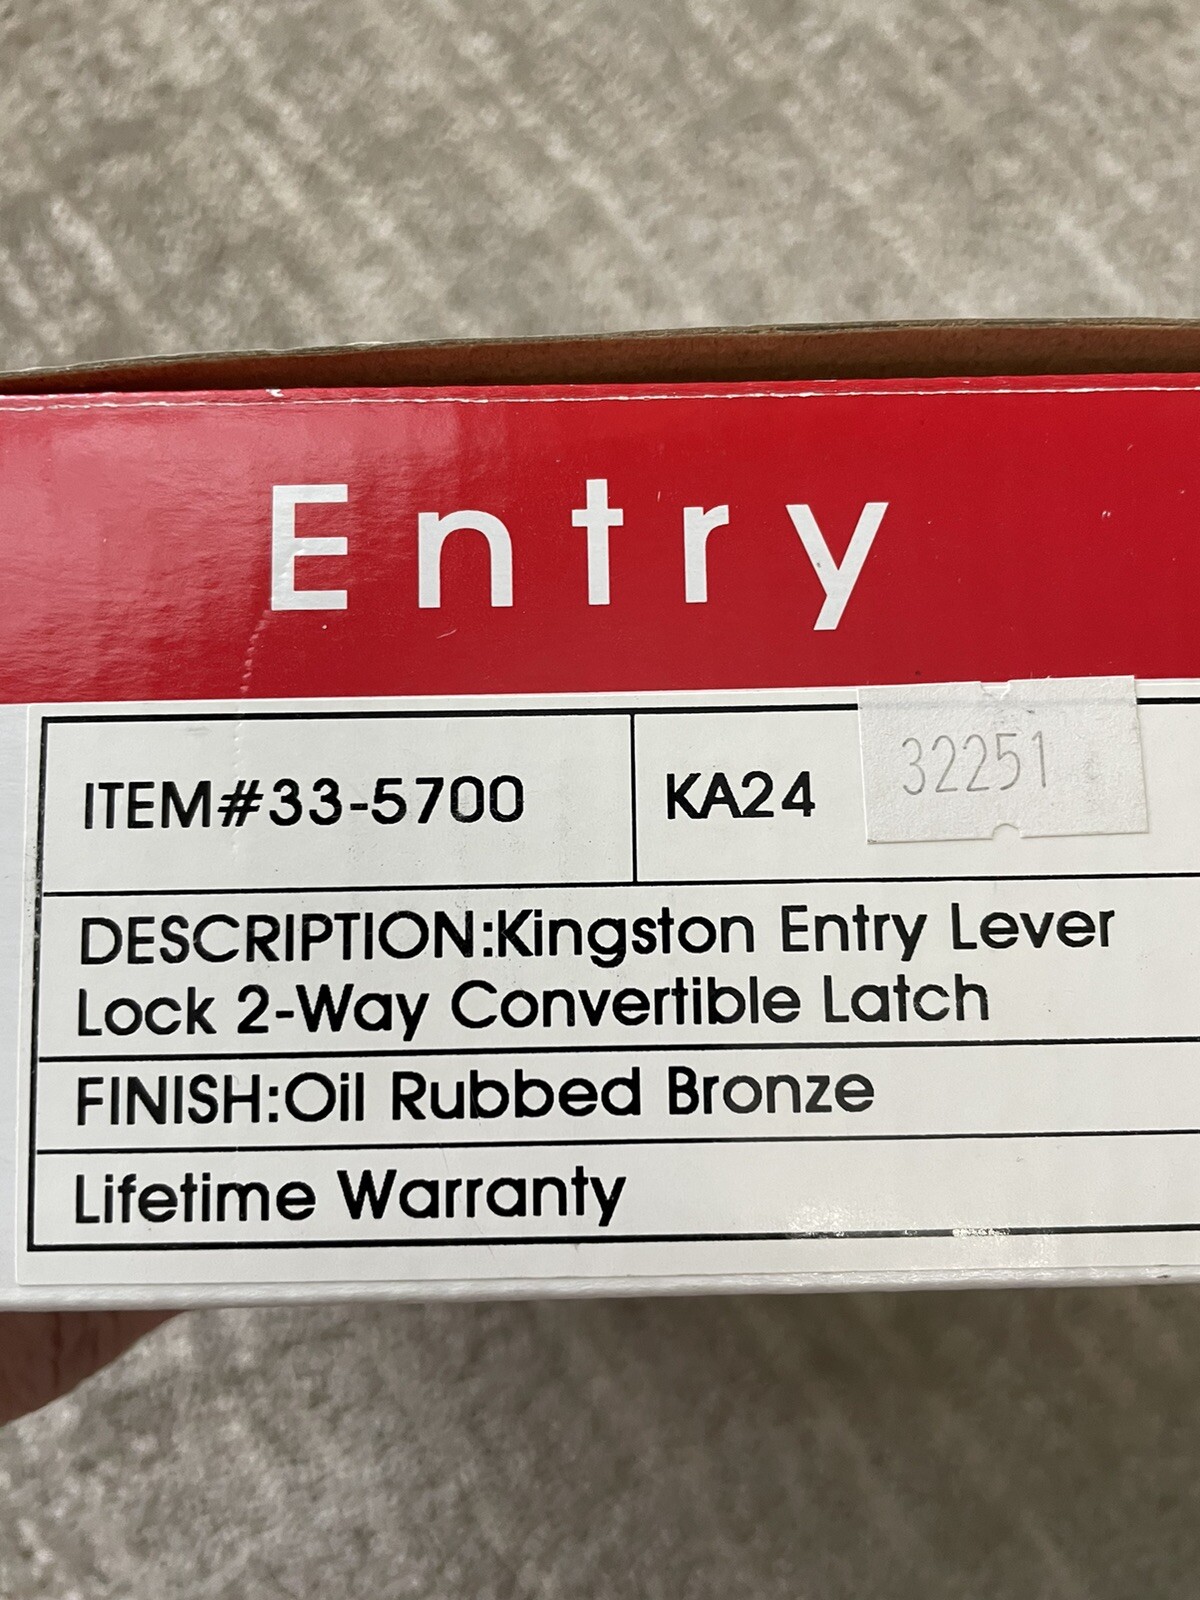 Entry
ITEM#33-5700 KA24 32251
DESCRIPTION:Kingston Entry Lever
Lock 2-Way Convertible Latch
FINISH:Oil Rubbed Bronze
Lifetime Warranty